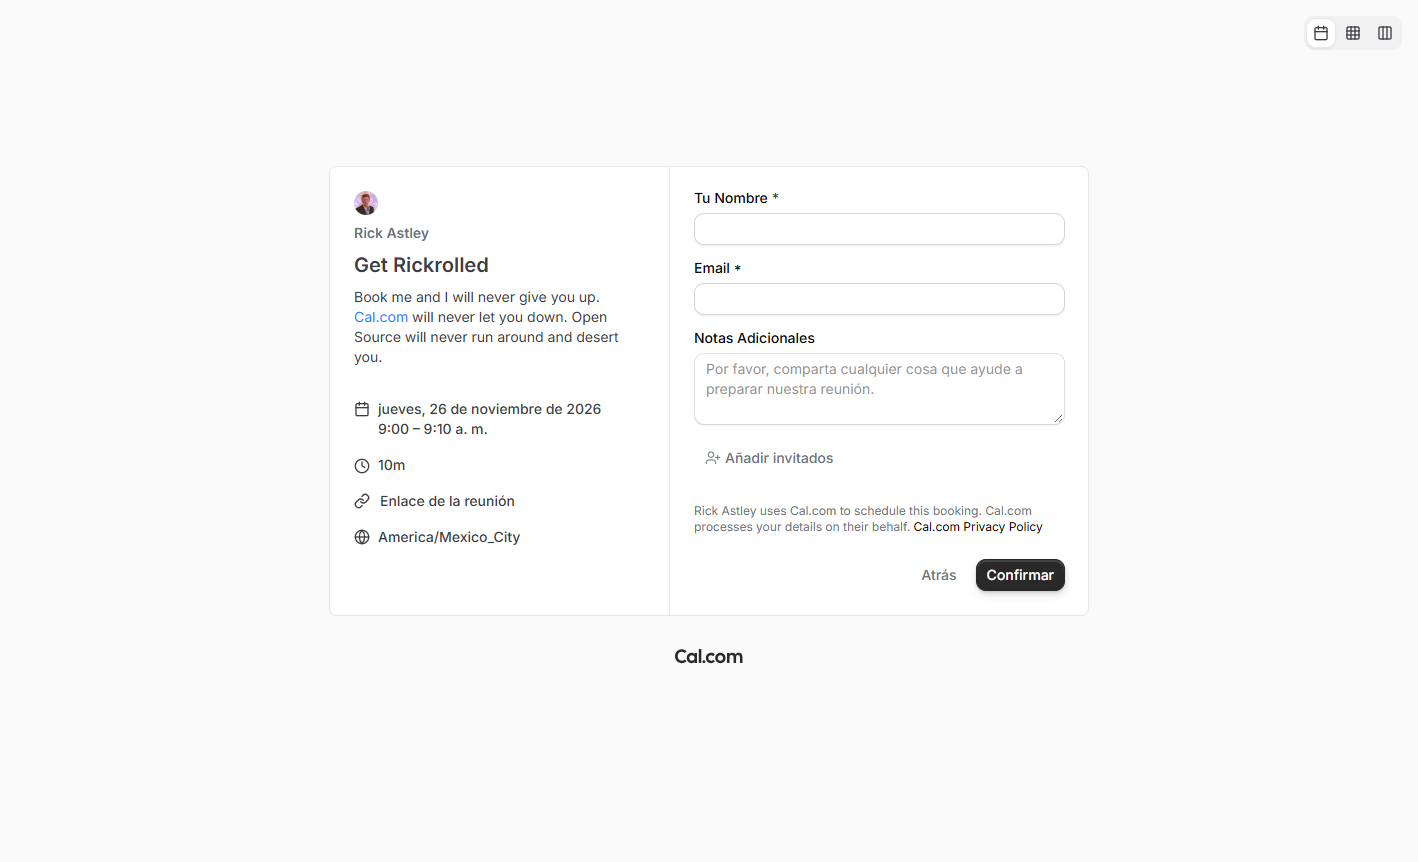 Rick Astley
Get Rickrolled
Book me and I will never give you up.
Cal.com will never let you down. Open
Source will never run around and desert
you.
jueves, 26 de noviembre de 2026
9:00 – 9:10 a. m.
10m
Enlace de la reunión
America/Mexico_City
Tu Nombre *
Email *
Notas Adicionales
Por favor, comparta cualquier cosa que ayude a
preparar nuestra reunión.
Añadir invitados
Rick Astley uses Cal.com to schedule this booking. Cal.com
processes your details on their behalf. Cal.com Privacy Policy
Atrás
Confirmar
Cal.com